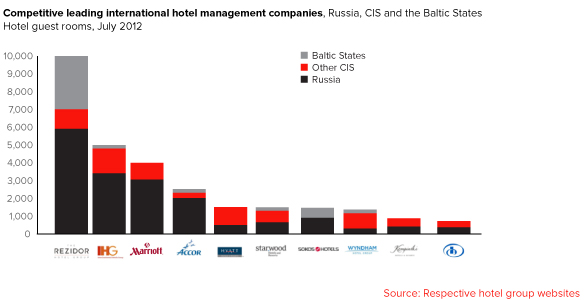 Competitive leading international hotel management companies, Russia, CIS and the Baltic States
Hotel guest rooms, July 2012
10,000
9,000
8,000
7,000
6,000
5,000
4,000
3,000
2,000
1,000
0
Baltic States
Other CIS
Russia
REZIDOR
IHG
Marriott
ACCOR
HYATT
starwood
SOKOS HOTELS
WYNDHAM
Kempinski
Source: Respective hotel group websites